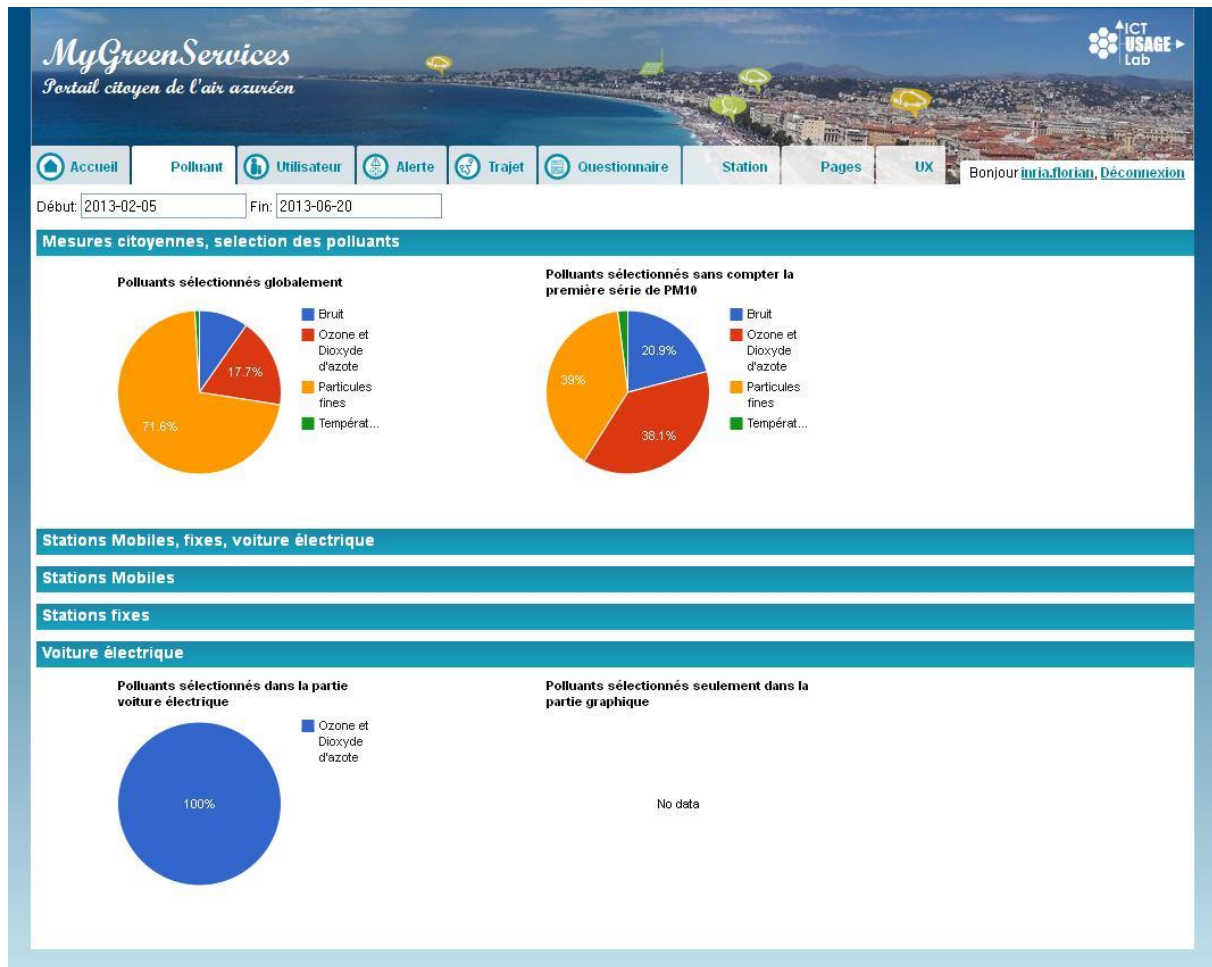 MyGreenServices
Portail citoyen de l'air azuréen
ICT
USAGE
Lab
Accueil Polluant Utilisateur Alerte Trajet Questionnaire Station Pages UX Bonjour inria.florian, Déconnexion
Début: 2013-02-05 Fin: 2013-06-20
Mesures citoyennes, selection des polluants
Polluants sélectionnés globalement
Bruit
Ozone et
Dioxyde
d'azote
Particules
fines
Températ...
17.7%
71.6%
Polluants sélectionnés sans compter la
première série de PM10
Bruit
Ozone et
Dioxyde
d'azote
Particules
fines
Températ...
20.9%
39%
38.1%
Stations Mobiles, fixes, voiture électrique
Stations Mobiles
Stations fixes
Voiture électrique
Polluants sélectionnés dans la partie
voiture électrique
Ozone et
Dioxyde
d'azote
100%
Polluants sélectionnés seulement dans la
partie graphique
No data